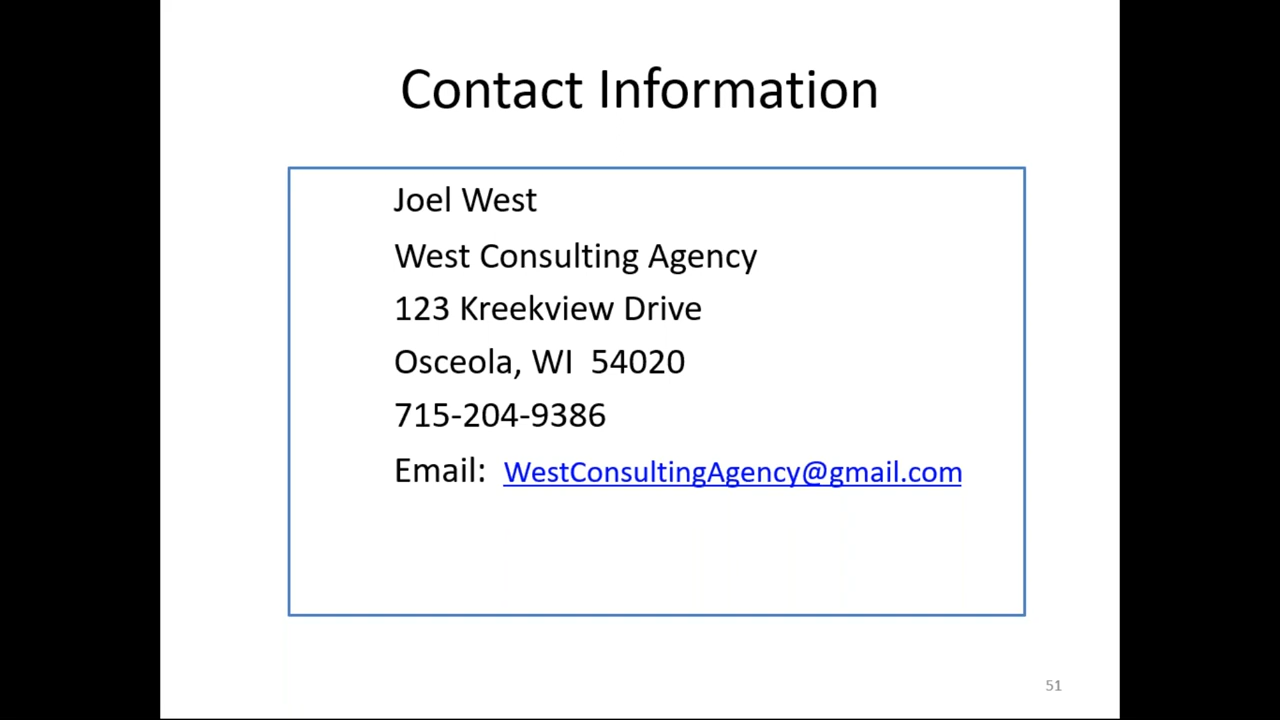 Contact Information
Joel West
West Consulting Agency
123 Kreekview Drive
Osceola, WI  54020
715-204-9386
Email:  WestConsultingAgency@gmail.com
51